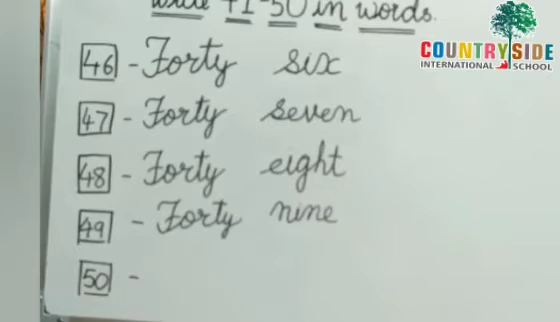 write 41-50 in words.
COUNTRYSIDE
INTERNATIONAL SCHOOL
46 - Forty six
47 - Forty seven
48 - Forty eight
49 - Forty nine
50 -